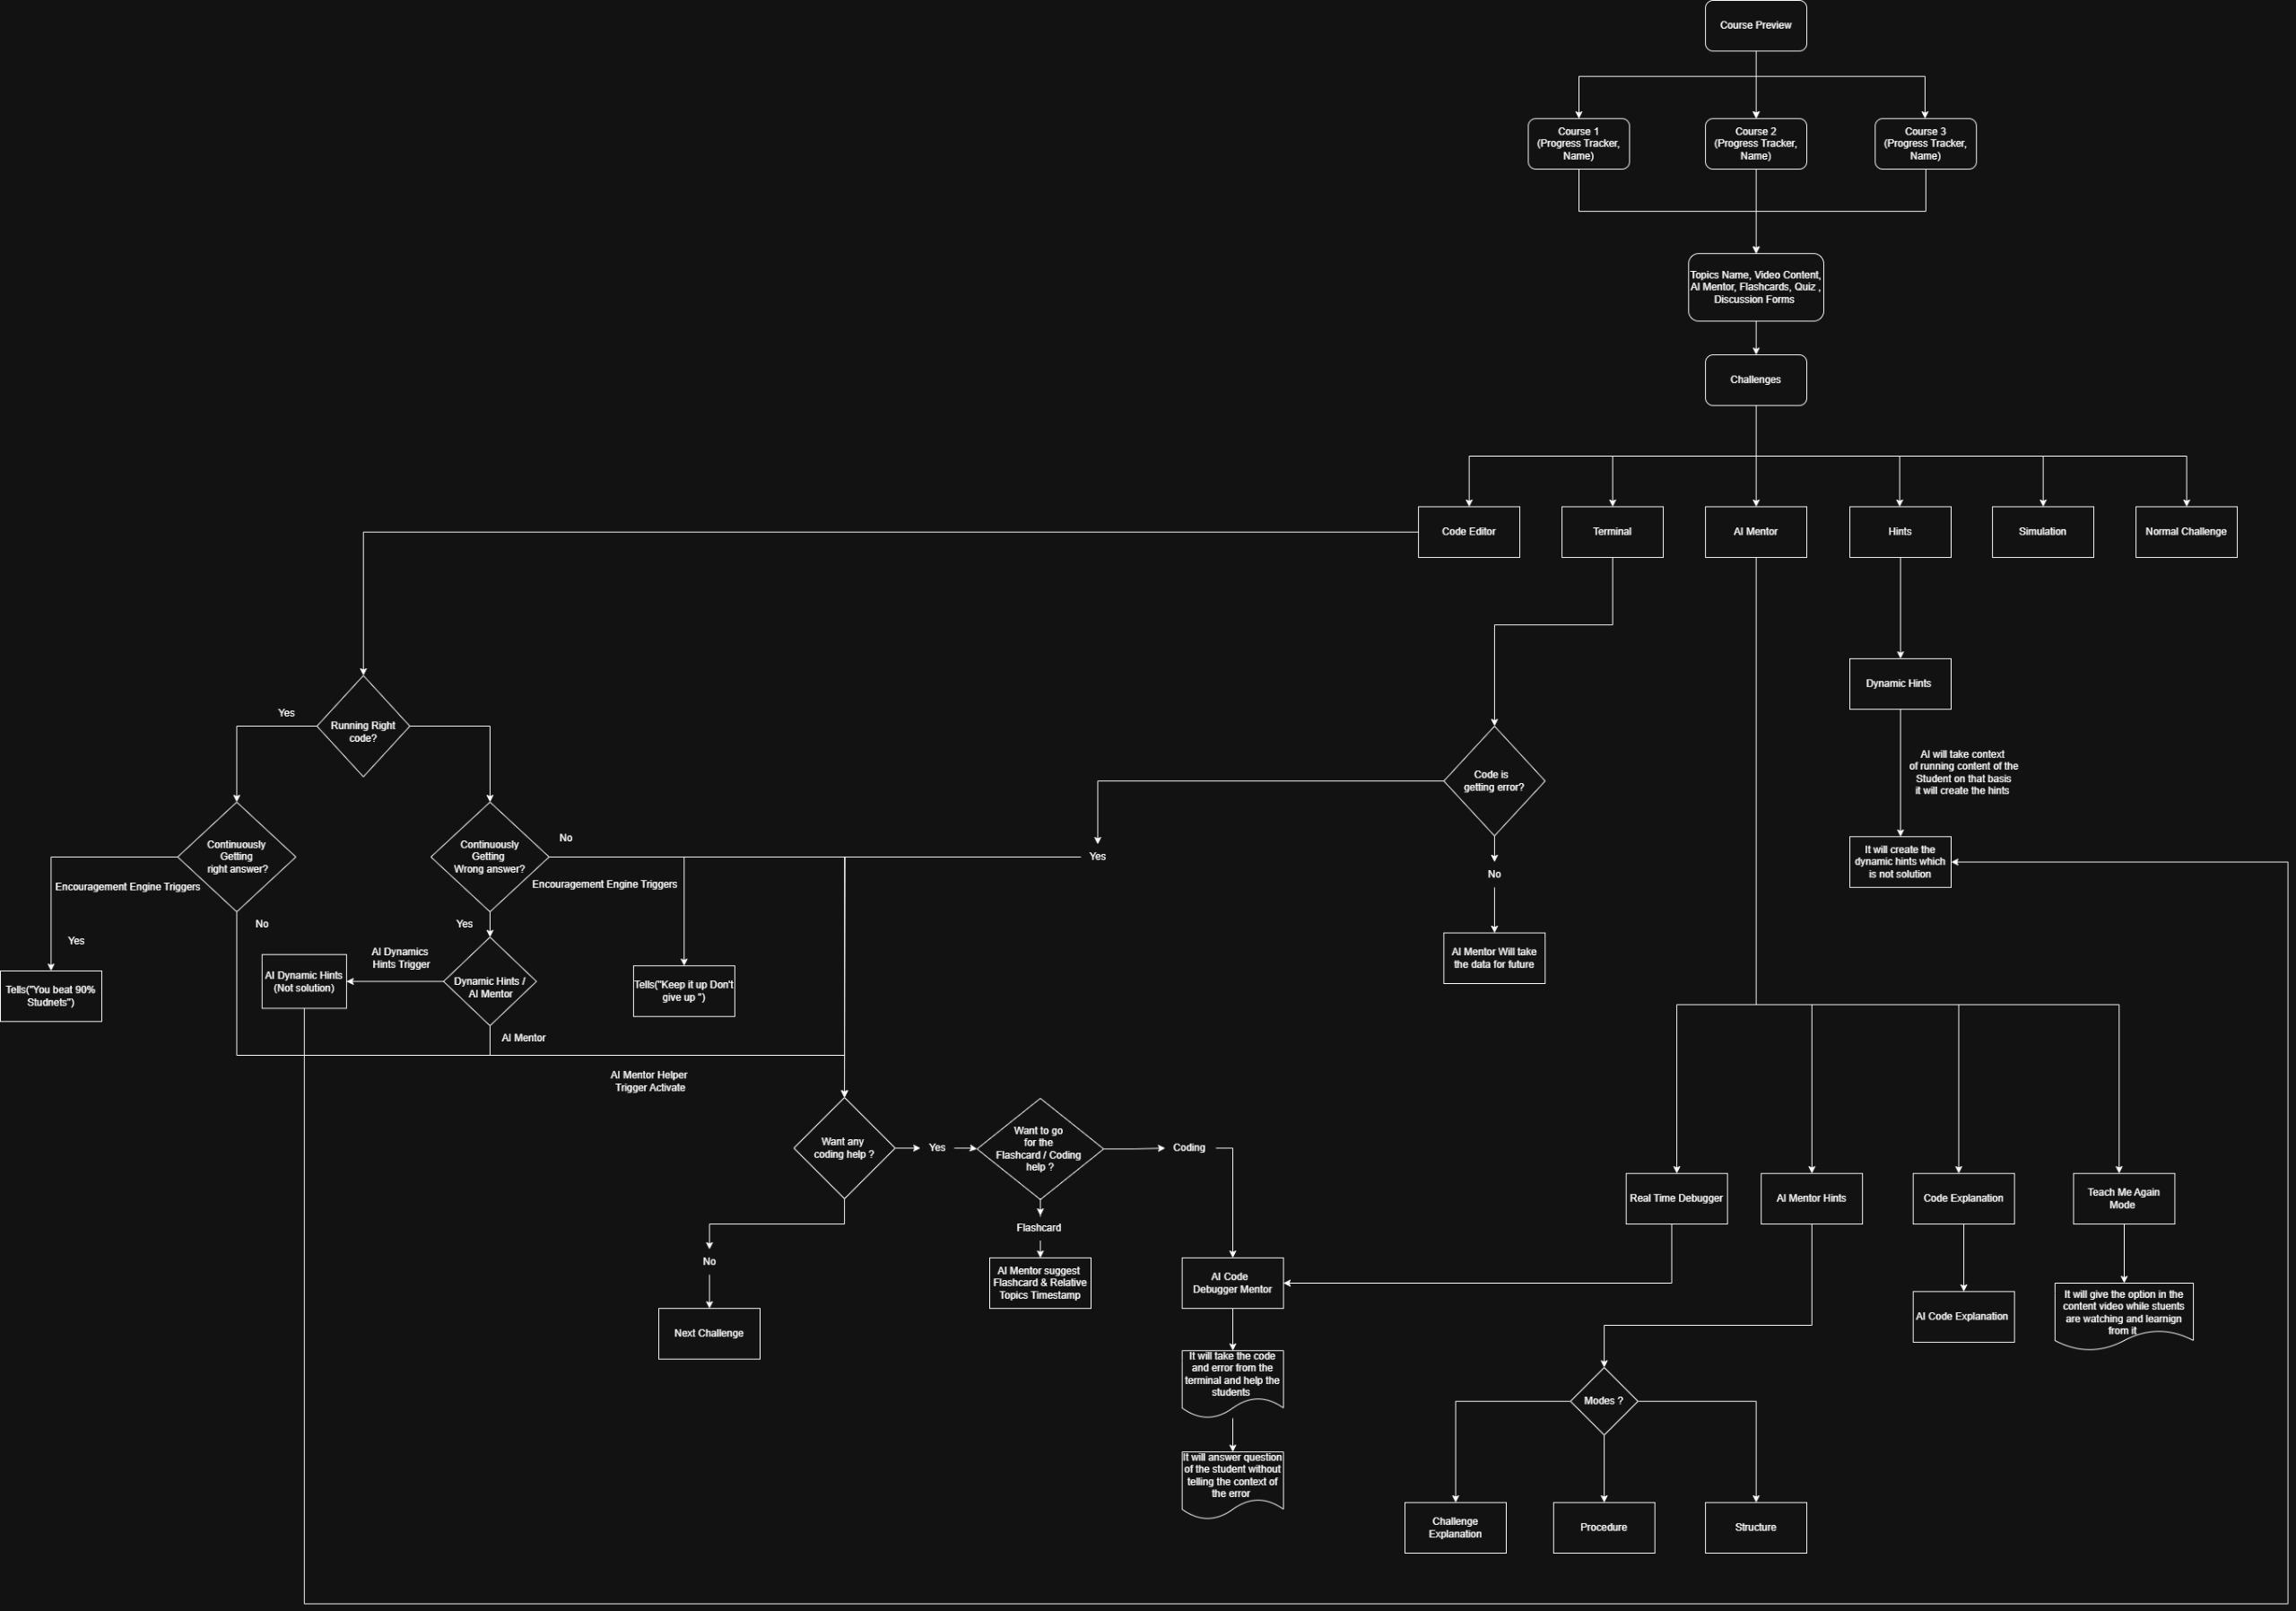 Course Preview
Course 1
(Progress Tracker,
Name)
Course 2
(Progress Tracker,
Name)
Course 3
(Progress Tracker,
Name)
Topics Name, Video Content,
AI Mentor, Flashcards, Quiz ,
Discussion Forms
Challenges
Code Editor
Terminal
AI Mentor
Hints
Simulation
Normal Challenge
Dynamic Hints
Yes
Running Right
code?
AI will take context
of running content of the
Student on that basis
it will create the hints
Code is
getting error?
Continuously
Getting
right answer?
Continuously
Getting
Wrong answer?
No
Yes
It will create the
dynamic hints which
is not solution
Encouragement Engine Triggers
Encouragement Engine Triggers
No
Yes
No
Yes
AI Dynamics
Hints Trigger
AI Mentor Will take
the data for future
Tells("You beat 90%
Studnets")
AI Dynamic Hints
(Not solution)
Dynamic Hints /
AI Mentor
Tells("Keep it up Don't
give up ")
AI Mentor
AI Mentor Helper
Trigger Activate
Want any
coding help ?
Yes
Want to go
for the
Flashcard / Coding
help ?
Coding
Real Time Debugger
AI Mentor Hints
Code Explanation
Teach Me Again
Mode
Flashcard
No
AI Mentor suggest
Flashcard & Relative
Topics Timestamp
AI Code
Debugger Mentor
AI Code Explanation
It will give the option in the
content video while stuents
are watching and learnign
from it
Next Challenge
It will take the code
and error from the
terminal and help the
students
Modes ?
It will answer question
of the student without
telling the context of
the error
Challenge
Explanation
Procedure
Structure